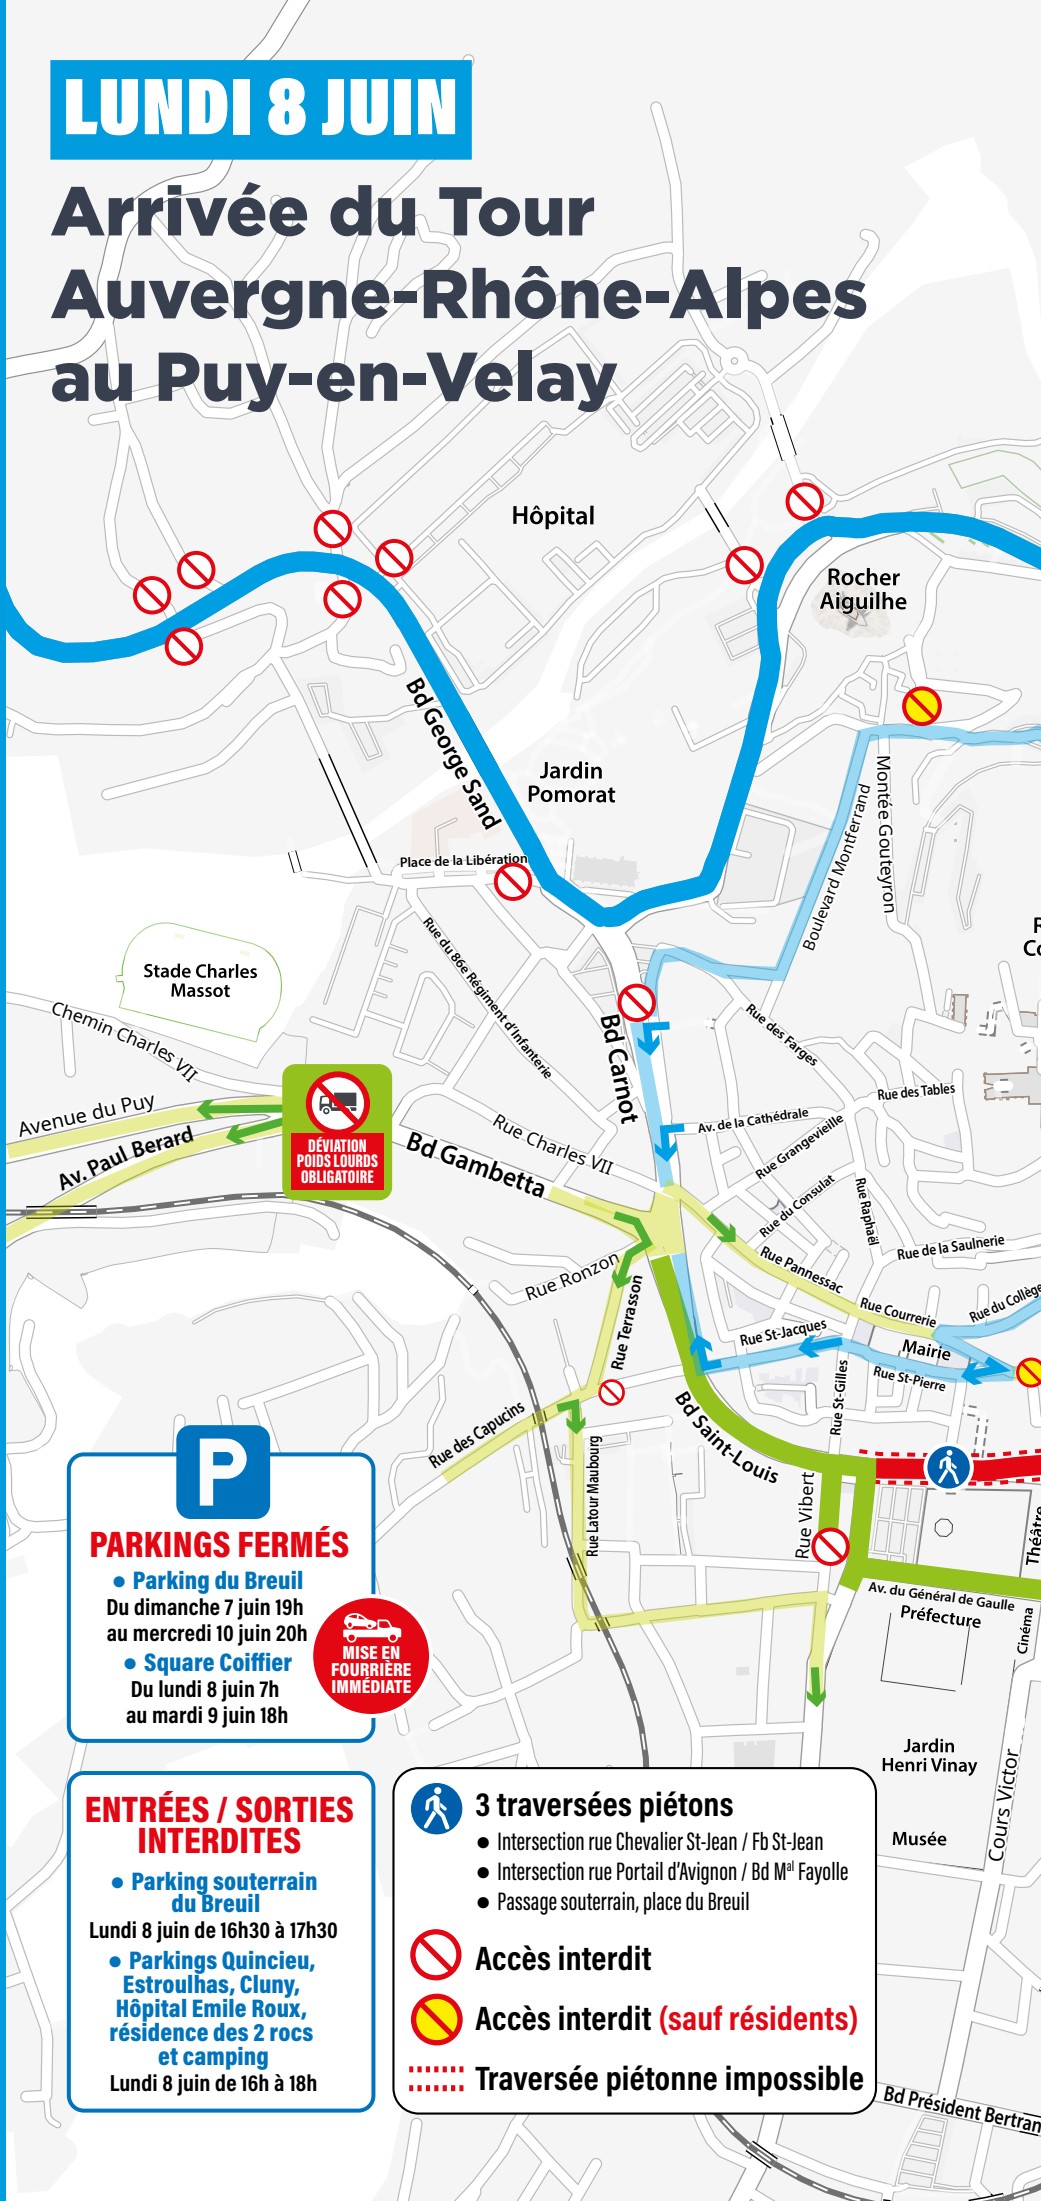 LUNDI 8 JUIN
Arrivée du Tour
Auvergne-Rhône-Alpes
au Puy-en-Velay
Hôpital
Rocher
Aiguilhe
Bd George Sand
Jardin
Pomorat
Montée Gouteyron
Boulevard Montferrand
Place de la Libération
Rue du 86e Régiment d'Infanterie
Stade Charles
Massot
Chemin Charles VII
Bd Carnot
Rue des Farges
Rue des Tables
Avenue du Puy
Av. Paul Berard
DÉVIATION
POIDS LOURDS
OBLIGATOIRE
Rue Charles VII
Bd Gambetta
Av. de la Cathédrale
Rue Grangevieille
Rue du Consulat
Rue Raphaël
Rue de la Saulnerie
Rue Pannessac
Rue Courrerie
Rue du Collège
Rue Ronzon
Rue Terrasson
Rue St-Jacques
Mairie
Rue St-Pierre
Rue St-Gilles
Rue des Capucins
Bd Saint-Louis
Rue Latour Maubourg
Rue Vibert
Théâtre
Av. du Général de Gaulle
Préfecture
Cinéma
Jardin
Henri Vinay
Musée
Cours Victor
Bd Président Bertran
P
PARKINGS FERMÉS
• Parking du Breuil
Du dimanche 7 juin 19h
au mercredi 10 juin 20h
• Square Coiffier
Du lundi 8 juin 7h
au mardi 9 juin 18h
MISE EN
FOURRIÈRE
IMMÉDIATE
ENTRÉES / SORTIES
INTERDITES
• Parking souterrain
du Breuil
Lundi 8 juin de 16h30 à 17h30
• Parkings Quincieu,
Estroulhas, Cluny,
Hôpital Emile Roux,
résidence des 2 rocs
et camping
Lundi 8 juin de 16h à 18h
3 traversées piétons
• Intersection rue Chevalier St-Jean / Fb St-Jean
• Intersection rue Portail d'Avignon / Bd Mal Fayolle
• Passage souterrain, place du Breuil
Accès interdit
Accès interdit (sauf résidents)
Traversée piétonne impossible